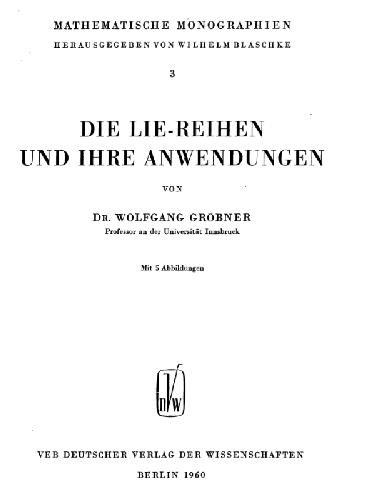 MATHEMATISCHE MONOGRAPHIEN
HERAUSGEGEBEN VON WILHELM BLASCHKE
3
DIE LIE-REIHEN
UND IHRE ANWENDUNGEN
VON
DR. WOLFGANG GRÖBNER
Professor an der Universität Innsbruck
Mit 5 Abbildungen
VEB DEUTSCHER VERLAG DER WISSENSCHAFTEN
BERLIN 1960